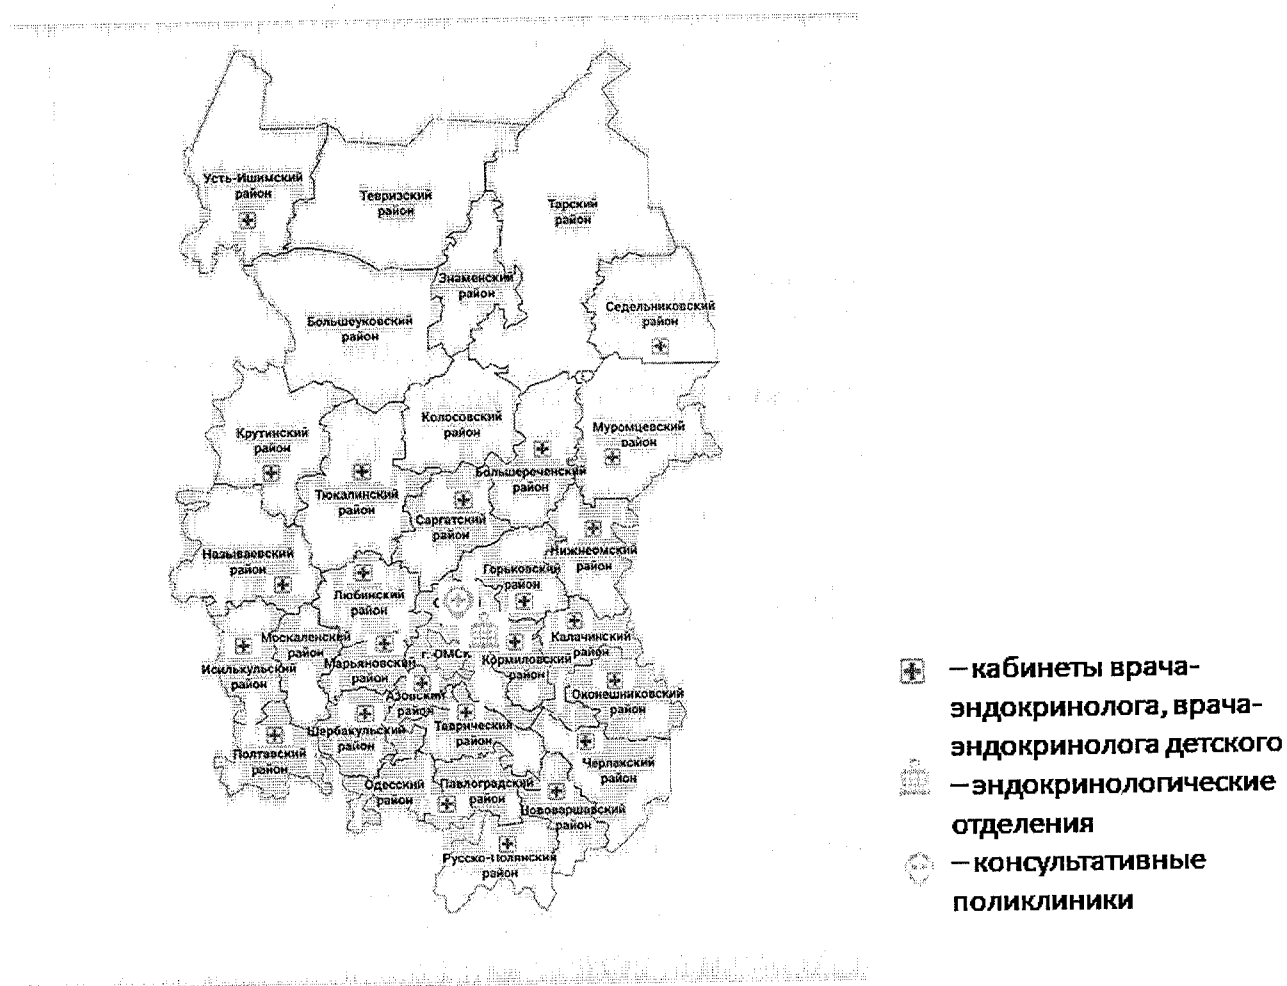 Усть-Ишимский
район
Тевризский
район
Тарский
район
Знаменский
район
Седельниковский
район
Большеуковский
район
Колосовский
район
Крутинский
район
Муромцевский
район
Большереченский
район
Тюкалинский
район
Саргатский
район
Называевский
район
Нижнеомский
район
Горьковский
район
Любинский
район
Москаленский
район
Калачинский
район
Исилькульский
район
Марьяновский
район
г. ОМСК
Кормиловский
район
Азовский
район
Оконешниковский
район
Щербакульский
район
Таврический
район
Полтавский
район
Черлакский
район
Одесский
район
Павлоградский
район
Нововаршавский
район
Русско-Полянский
район
– кабинеты врача-
эндокринолога, врача-
эндокринолога детского
– эндокринологические
отделения
– консультативные
поликлиники